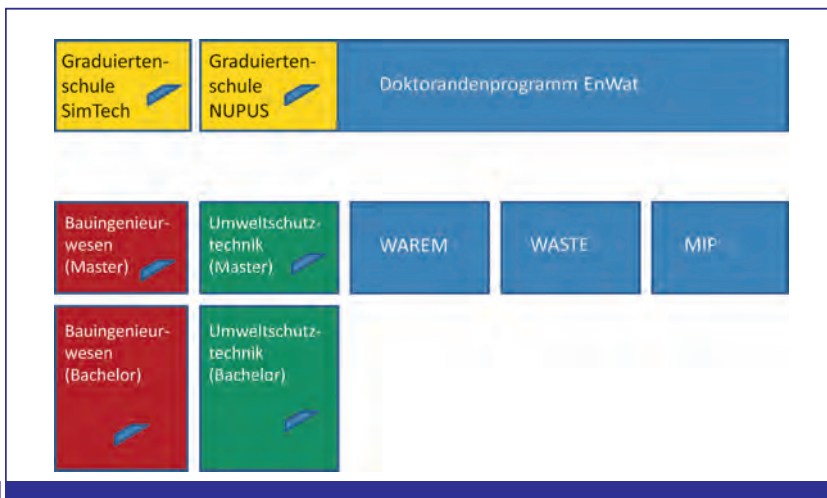 Graduierten-
schule
SimTech
Graduierten-
schule
NUPUS
Doktorandenprogramm EnWat
Bauingenieur-
wesen
(Master)
Umweltschutz-
technik
(Master)
WAREM
WASTE
MIP
Bauingenieur-
wesen
(Bachelor)
Umweltschutz-
technik
(Bachelor)